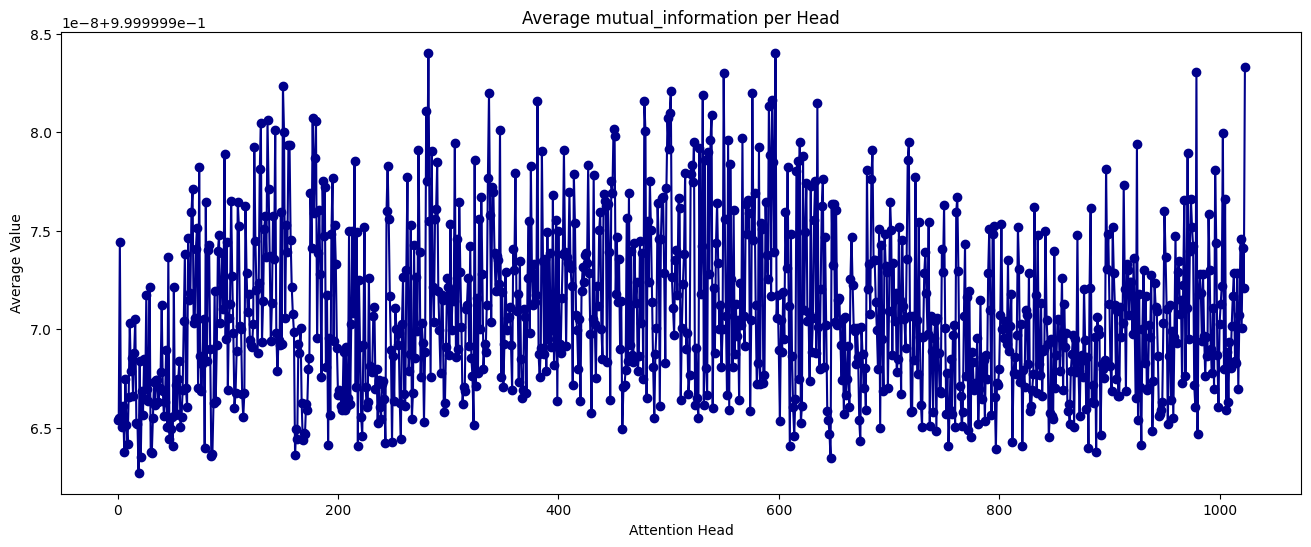 Average mutual_information per Head
1e−8+9.999999e−1
8.5
8.0
7.5
7.0
6.5
Average Value
0 200 400 600 800 1000
Attention Head